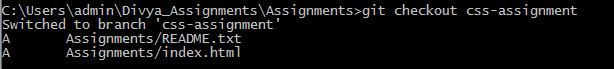 C:\Users\admin\Divya_Assignments\Assignments>git checkout css-assignment
Switched to branch 'css-assignment'
A       Assignments/README.txt
A       Assignments/index.html